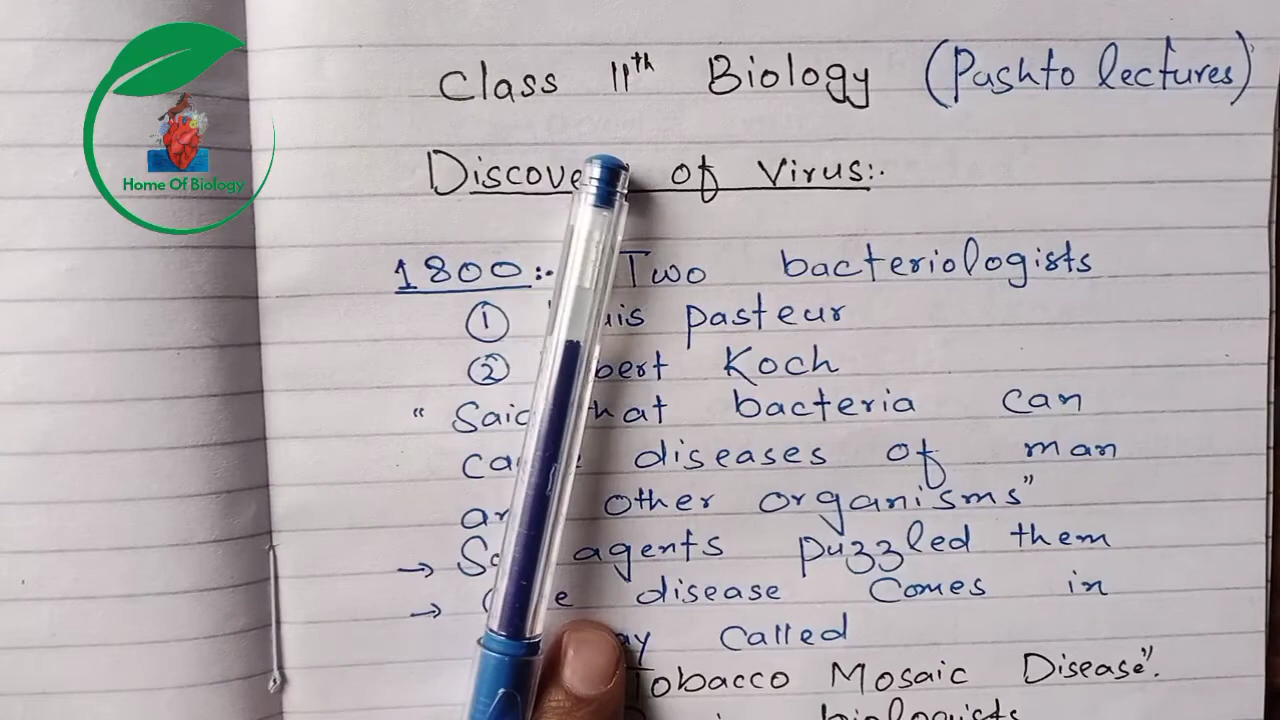 Class 11th Biology (Pashto lectures)
Home Of Biology
of Virus:.
1800:- Two bacteriologists
① pasteur
② Koch
" bacteria can
diseases of man
other organisms"
→ agents puzzled them
→ disease Comes in
called
Tobacco Mosaic Disease".
biologists